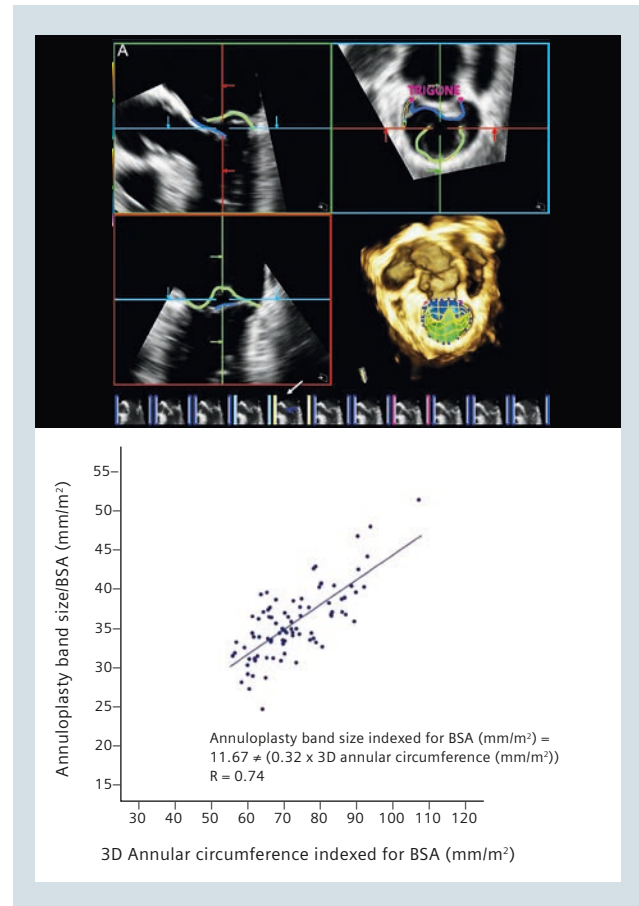 A
TRIGONE
Annuloplasty band size/BSA (mm/m²)
55
50
45
40
35
30
25
20
15
Annuloplasty band size indexed for BSA (mm/m²) =
11.67 ≠ (0.32 x 3D annular circumference (mm/m²))
R = 0.74
30 40 50 60 70 80 90 100 110 120
3D Annular circumference indexed for BSA (mm/m²)